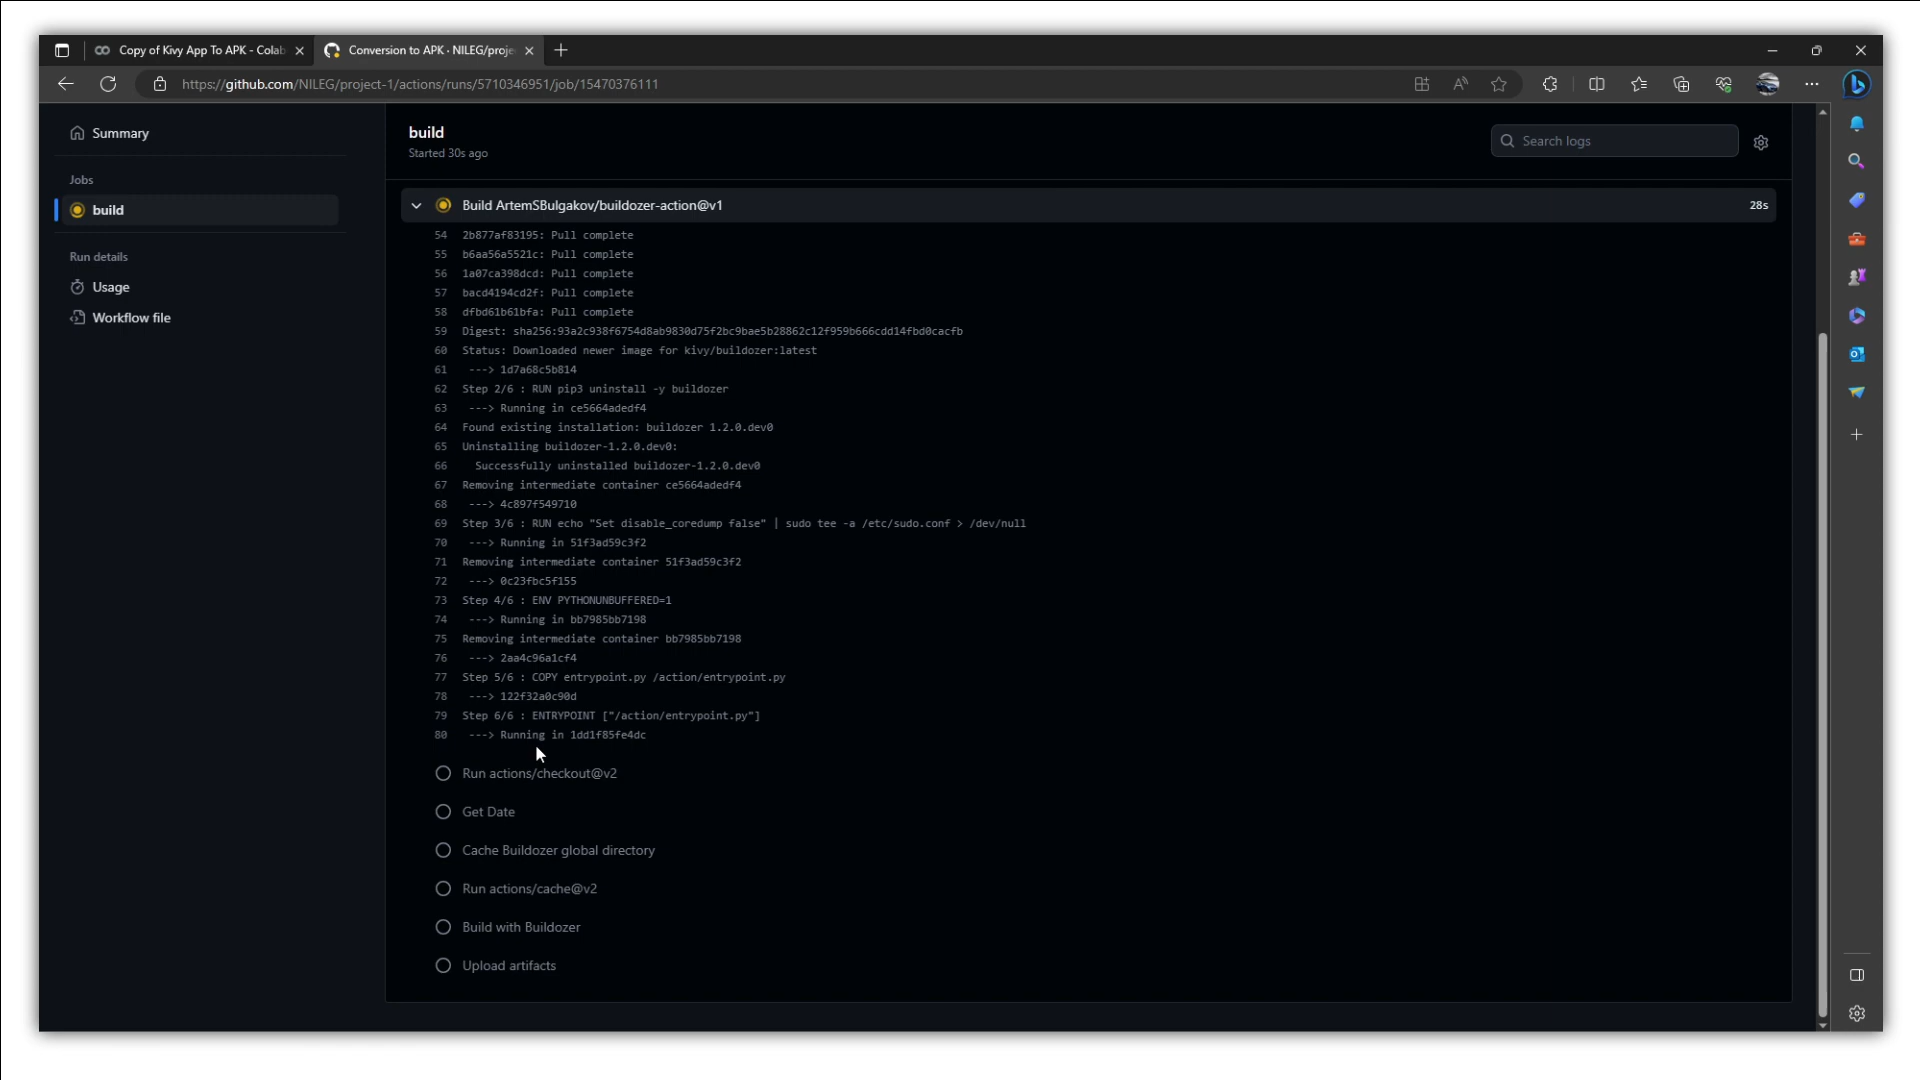 Copy of Kivy App To APK - Colab
Conversion to APK · NILEG/proje
https://github.com/NILEG/project-1/actions/runs/5710346951/job/15470376111
Summary
Jobs
build
Run details
Usage
Workflow file
build
Started 30s ago
Search logs
Build ArtemSBulgakov/buildozer-action@v1
28s
54 2b877af83195: Pull complete
55 b6aa56a5521c: Pull complete
56 1a07ca398dcd: Pull complete
57 bacd4194cd2f: Pull complete
58 dfbd61b61bfa: Pull complete
59 Digest: sha256:93a2c938f6754d8ab9830d75f2bc9bae5b28862c12f959b666cdd14fbd0cacfb
60 Status: Downloaded newer image for kivy/buildozer:latest
61 ---> 1d7a68c5b814
62 Step 2/6 : RUN pip3 uninstall -y buildozer
63 ---> Running in ce5664adedf4
64 Found existing installation: buildozer 1.2.0.dev0
65 Uninstalling buildozer-1.2.0.dev0:
66 Successfully uninstalled buildozer-1.2.0.dev0
67 Removing intermediate container ce5664adedf4
68 ---> 4c897f549710
69 Step 3/6 : RUN echo "Set disable_coredump false" | sudo tee -a /etc/sudo.conf > /dev/null
70 ---> Running in 51f3ad59c3f2
71 Removing intermediate container 51f3ad59c3f2
72 ---> 0c23fbc5f155
73 Step 4/6 : ENV PYTHONUNBUFFERED=1
74 ---> Running in bb7985bb7198
75 Removing intermediate container bb7985bb7198
76 ---> 2aa4c96a1cf4
77 Step 5/6 : COPY entrypoint.py /action/entrypoint.py
78 ---> 122f32a0c90d
79 Step 6/6 : ENTRYPOINT ["/action/entrypoint.py"]
80 ---> Running in 1dd1f85fe4dc
Run actions/checkout@v2
Get Date
Cache Buildozer global directory
Run actions/cache@v2
Build with Buildozer
Upload artifacts